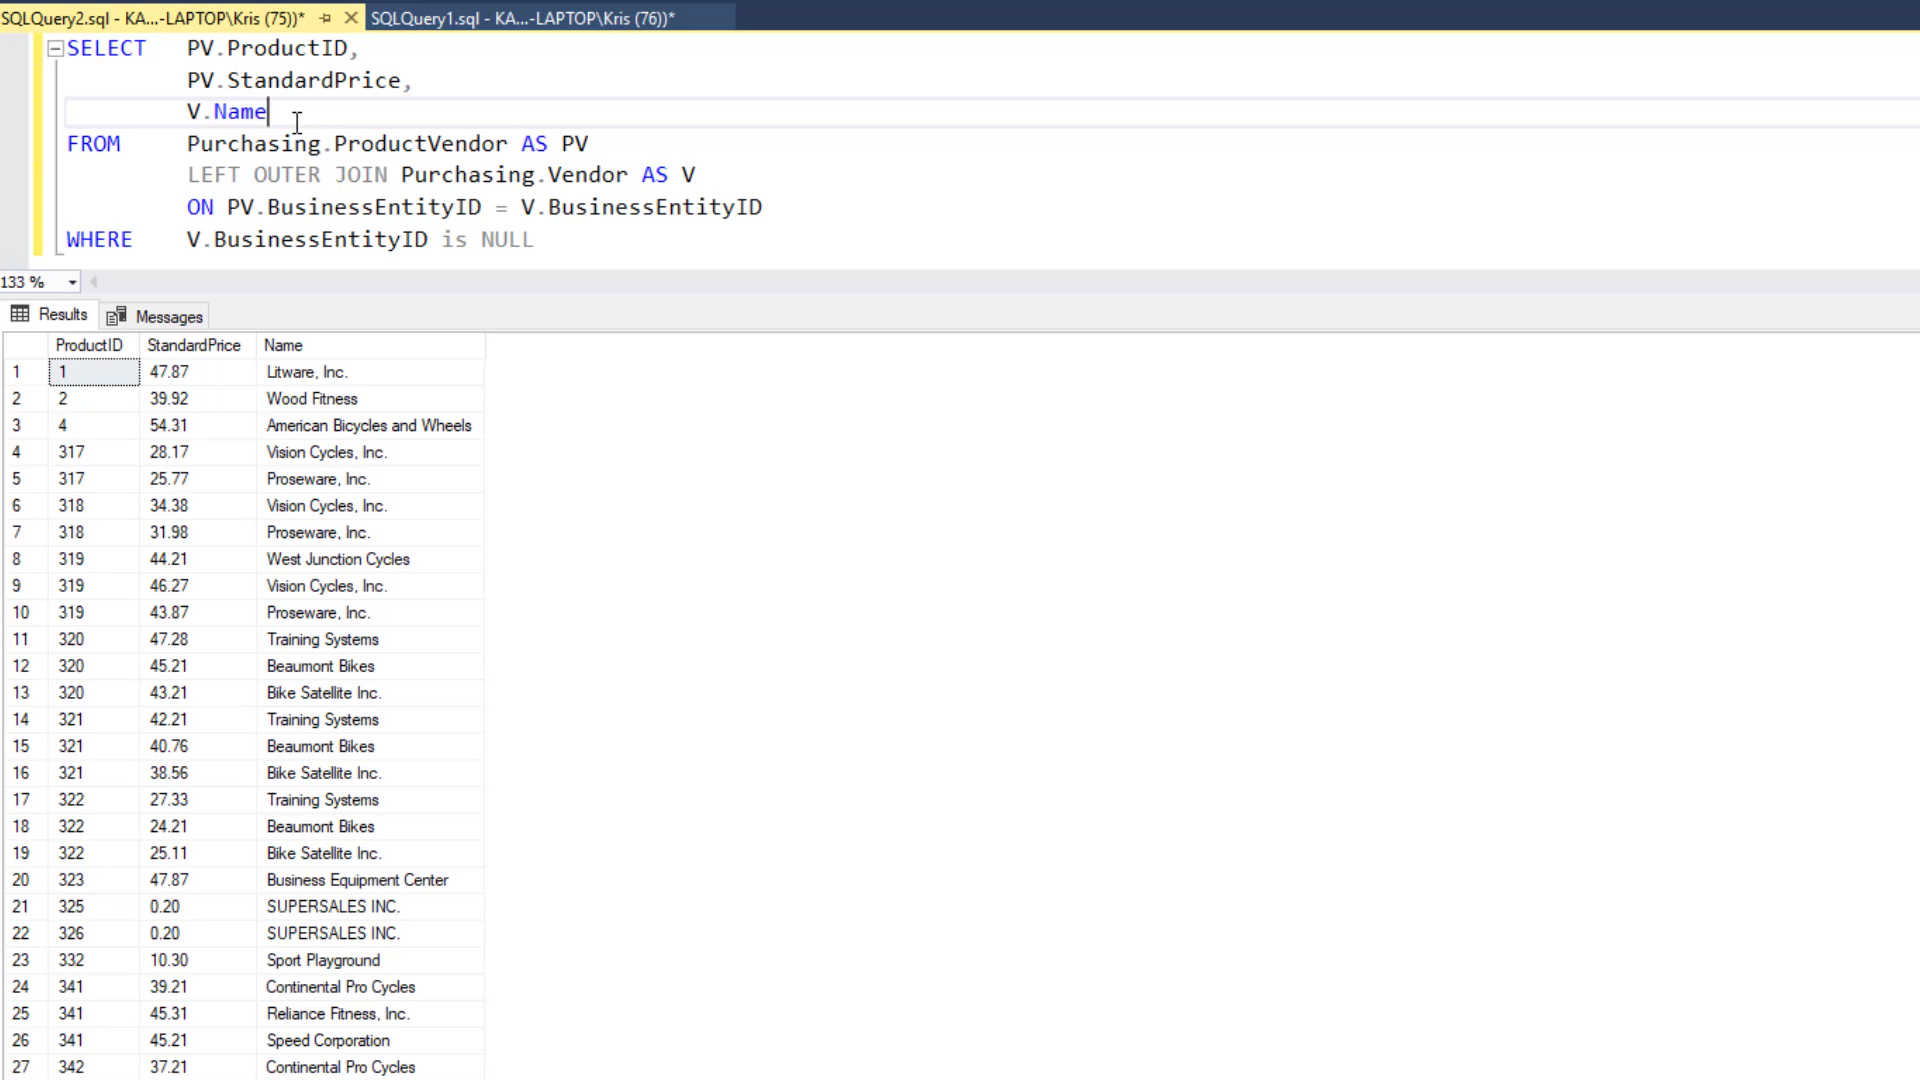 SQLQuery2.sql - KA...-LAPTOP\Kris (75))* SQLQuery1.sql - KA...-LAPTOP\Kris (76))*
SELECT PV.ProductID,
PV.StandardPrice,
V.Name
FROM Purchasing.ProductVendor AS PV
LEFT OUTER JOIN Purchasing.Vendor AS V
ON PV.BusinessEntityID = V.BusinessEntityID
WHERE V.BusinessEntityID is NULL
133 %
Results Messages
ProductID StandardPrice Name
1 1 47.87 Litware, Inc.
2 2 39.92 Wood Fitness
3 4 54.31 American Bicycles and Wheels
4 317 28.17 Vision Cycles, Inc.
5 317 25.77 Proseware, Inc.
6 318 34.38 Vision Cycles, Inc.
7 318 31.98 Proseware, Inc.
8 319 44.21 West Junction Cycles
9 319 46.27 Vision Cycles, Inc.
10 319 43.87 Proseware, Inc.
11 320 47.28 Training Systems
12 320 45.21 Beaumont Bikes
13 320 43.21 Bike Satellite Inc.
14 321 42.21 Training Systems
15 321 40.76 Beaumont Bikes
16 321 38.56 Bike Satellite Inc.
17 322 27.33 Training Systems
18 322 24.21 Beaumont Bikes
19 322 25.11 Bike Satellite Inc.
20 323 47.87 Business Equipment Center
21 325 0.20 SUPERSALES INC.
22 326 0.20 SUPERSALES INC.
23 332 10.30 Sport Playground
24 341 39.21 Continental Pro Cycles
25 341 45.31 Reliance Fitness, Inc.
26 341 45.21 Speed Corporation
27 342 37.21 Continental Pro Cycles